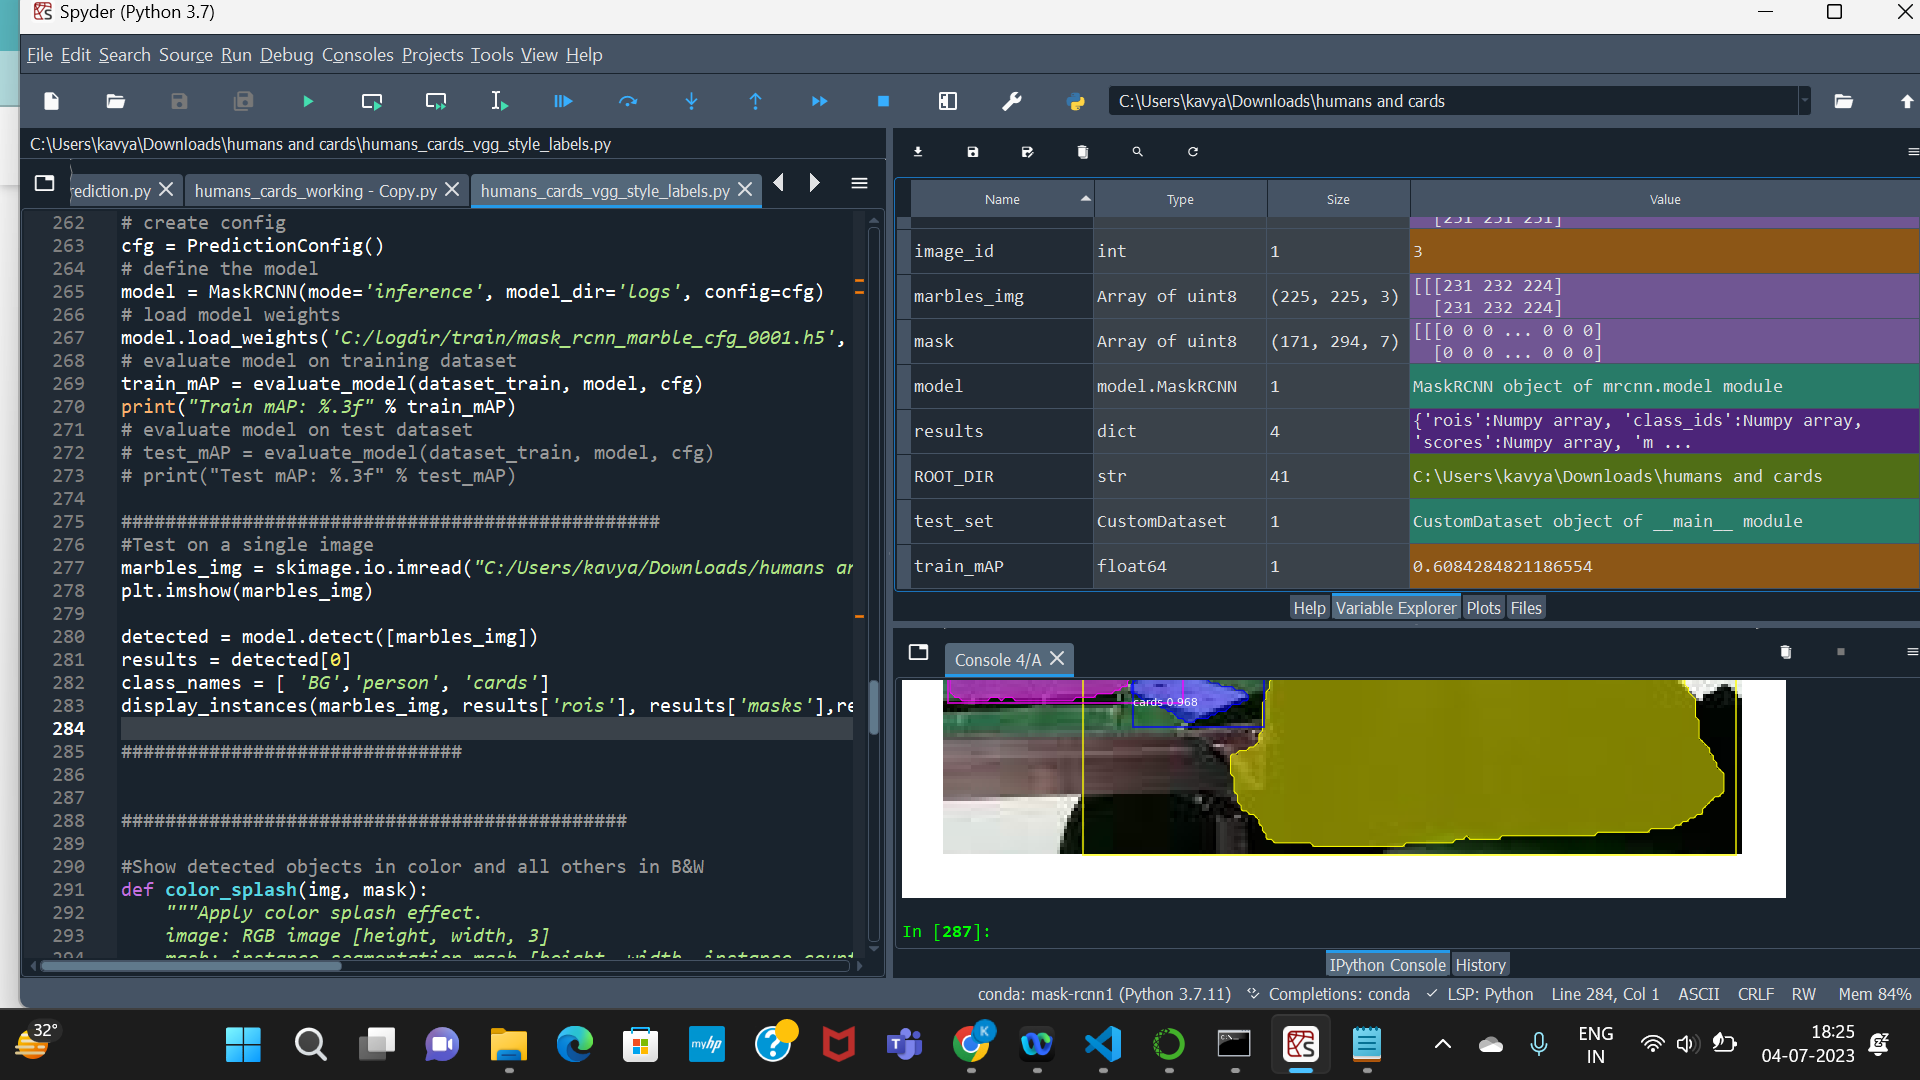 Spyder (Python 3.7)
File Edit Search Source Run Debug Consoles Projects Tools View Help
C:\Users\kavya\Downloads\humans and cards
C:\Users\kavya\Downloads\humans and cards\humans_cards_vgg_style_labels.py
rediction.py
humans_cards_working - Copy.py
humans_cards_vgg_style_labels.py
262 # create config
263 cfg = PredictionConfig()
264 # define the model
265 model = MaskRCNN(mode='inference', model_dir='logs', config=cfg)
266 # load model weights
267 model.load_weights('C:/logdir/train/mask_rcnn_marble_cfg_0001.h5',
268 # evaluate model on training dataset
269 train_mAP = evaluate_model(dataset_train, model, cfg)
270 print("Train mAP: %.3f" % train_mAP)
271 # evaluate model on test dataset
272 # test_mAP = evaluate_model(dataset_train, model, cfg)
273 # print("Test mAP: %.3f" % test_mAP)
274
275 #################################################
276 #Test on a single image
277 marbles_img = skimage.io.imread("C:/Users/kavya/Downloads/humans ar
278 plt.imshow(marbles_img)
279
280 detected = model.detect([marbles_img])
281 results = detected[0]
282 class_names = [ 'BG','person', 'cards']
283 display_instances(marbles_img, results['rois'], results['masks'],re
284
285 ###############################
286
287
288 ##############################################
289
290 #Show detected objects in color and all others in B&W
291 def color_splash(img, mask):
292 """Apply color splash effect.
293 image: RGB image [height, width, 3]
294 mask: instance segmentation mask [height, width, instance count
Name Type Size Value
[231 231 231]
image_id int 1 3
marbles_img Array of uint8 (225, 225, 3) [[[231 232 224]
[231 232 224]
mask Array of uint8 (171, 294, 7) [[[0 0 0 ... 0 0 0]
[0 0 0 ... 0 0 0]
model model.MaskRCNN 1 MaskRCNN object of mrcnn.model module
results dict 4 {'rois':Numpy array, 'class_ids':Numpy array,
'scores':Numpy array, 'm ...
ROOT_DIR str 41 C:\Users\kavya\Downloads\humans and cards
test_set CustomDataset 1 CustomDataset object of __main__ module
train_mAP float64 1 0.6084284821186554
Help Variable Explorer Plots Files
Console 4/A
cards 0.968
In [287]:
IPython Console History
conda: mask-rcnn1 (Python 3.7.11) Completions: conda LSP: Python Line 284, Col 1 ASCII CRLF RW Mem 84%
32°
myhp
K
ENG
IN
18:25
04-07-2023